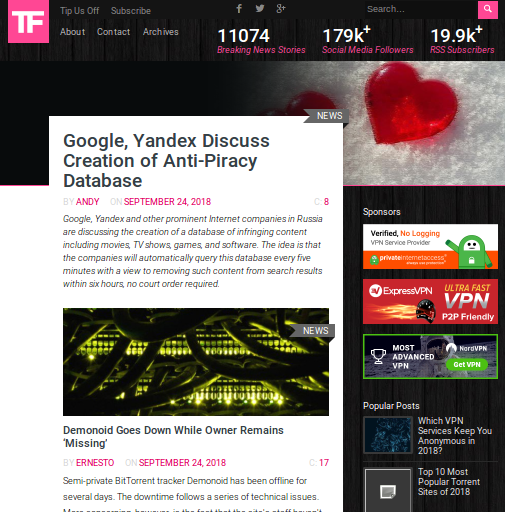 TF
Tip Us Off Subscribe
Search...
About Contact Archives
11074
Breaking News Stories
179k+
Social Media Followers
19.9k+
RSS Subscribers
NEWS
Google, Yandex Discuss
Creation of Anti-Piracy
Database
BY ANDY ON SEPTEMBER 24, 2018 C: 8
Google, Yandex and other prominent Internet companies in Russia
are discussing the creation of a database of infringing content
including movies, TV shows, games, and software. The idea is that
the companies will automatically query this database every five
minutes with a view to removing such content from search results
within six hours, no court order required.
NEWS
Demonoid Goes Down While Owner Remains
‘Missing’
BY ERNESTO ON SEPTEMBER 24, 2018 C: 17
Semi-private BitTorrent tracker Demonoid has been offline for
several days. The downtime follows a series of technical issues.
More concerning, however, is the fact that the site's staff haven't
Sponsors
Verified, No Logging
VPN Service Provider
privateinternetaccess
always use protection
ExpressVPN
ULTRA FAST
VPN
P2P Friendly
MOST
ADVANCED
VPN
NordVPN
Get VPN
Popular Posts
Which VPN
Services Keep You
Anonymous in
2018?
Top 10 Most
Popular Torrent
Sites of 2018